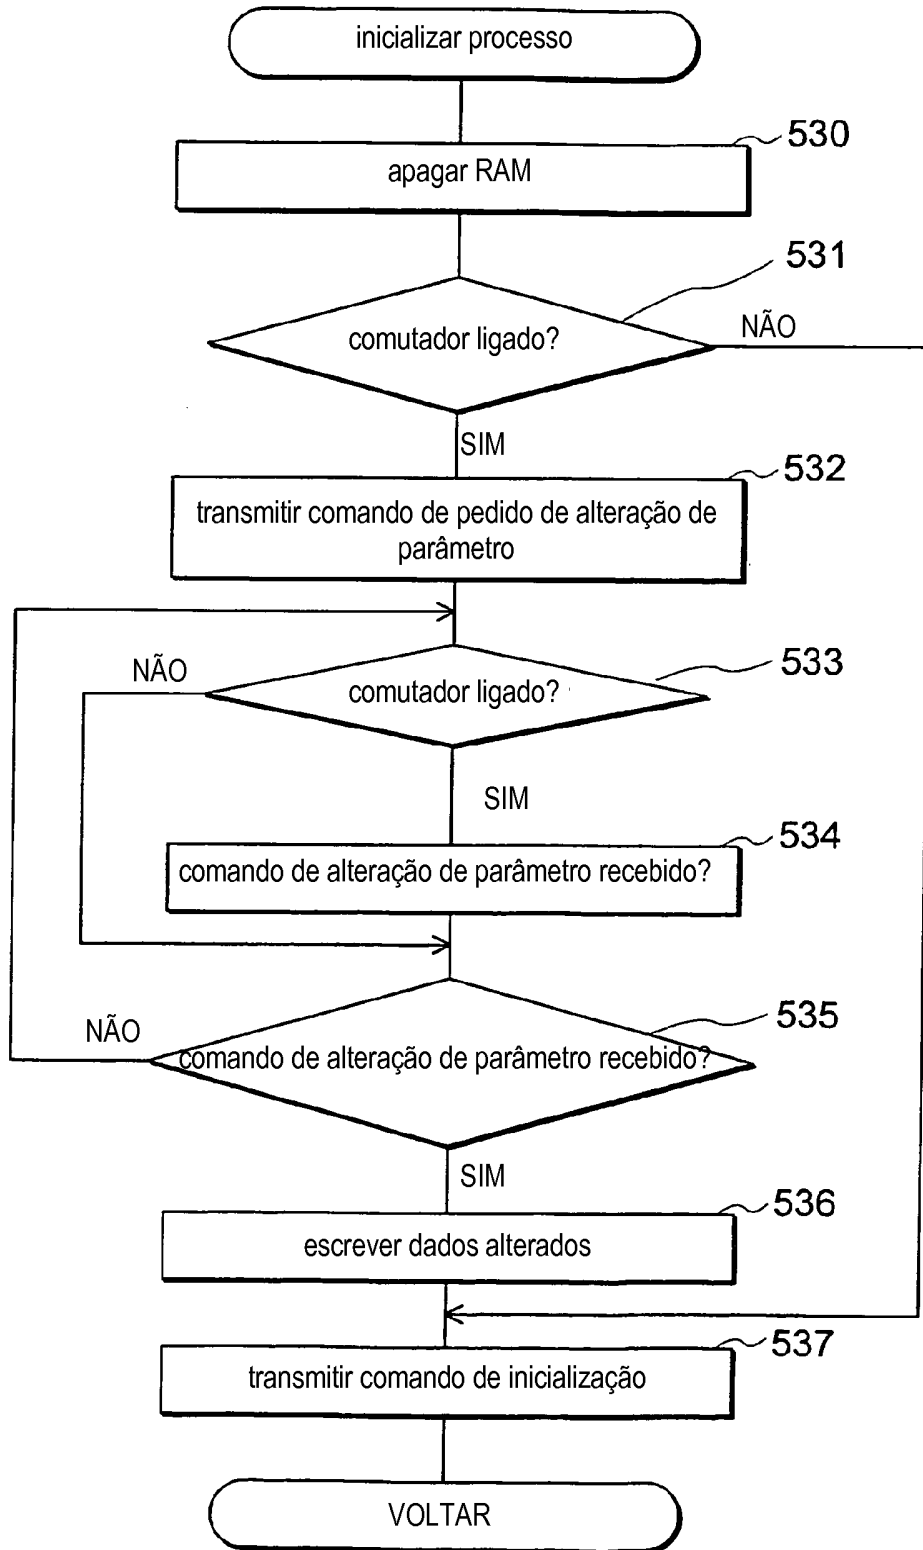 inicializar processo
530
apagar RAM
531
comutador ligado?
NÃO
SIM
532
transmitir comando de pedido de alteração de
parâmetro
533
NÃO
comutador ligado?
SIM
534
comando de alteração de parâmetro recebido?
535
NÃO
comando de alteração de parâmetro recebido?
SIM
536
escrever dados alterados
537
transmitir comando de inicialização
VOLTAR